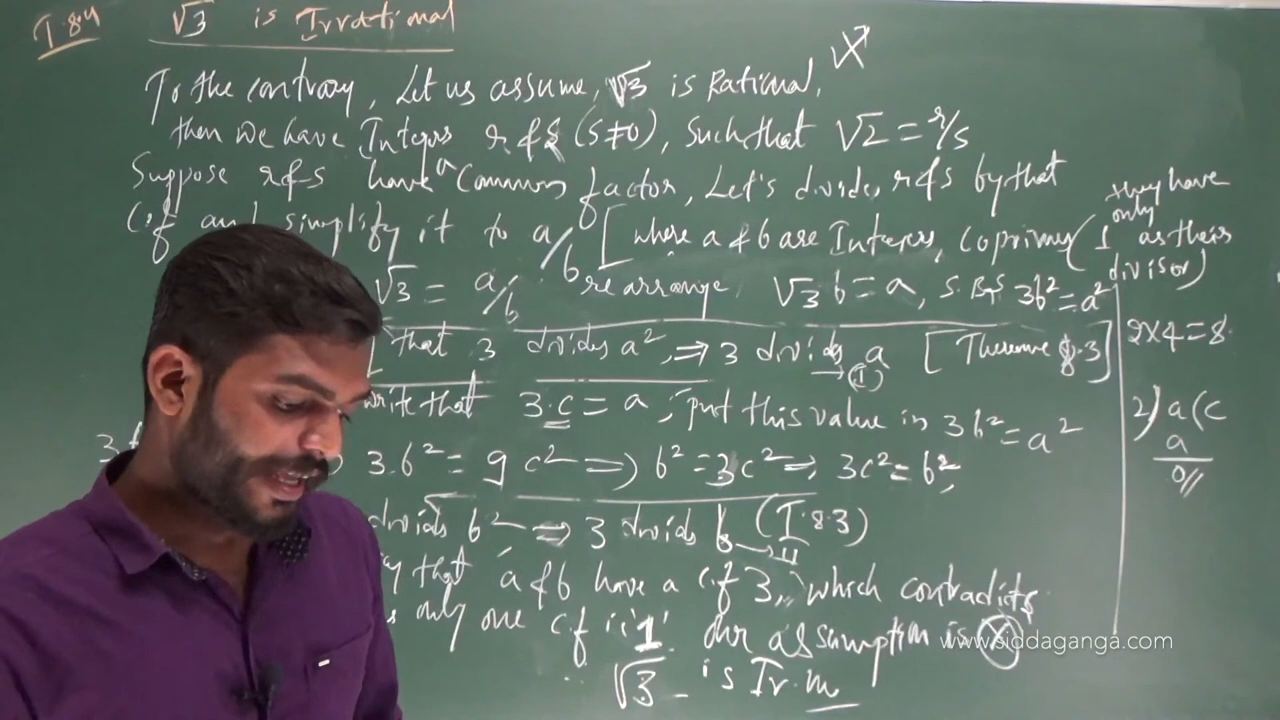 T.8.4 √3 is Irrational
To the contrary, Let us assume, √3 is Rational,
then we have Integers r & s (s≠0), such that √2 = r/s
Suppose r & s have a common factor, Let's divide r & s by that
c.f and simplify it to a/b [where a & b are Integers, coprime (they have only 1 as their divisor)
√3 = a/b rearrange √3 b = a, S.B.S 3b² = a²
that 3 divides a², ⇒ 3 divides a [Theorem 8.3]
→(I)
write that 3.c = a, put this value in 3b² = a²
3.b² = 9c² ⇒ b² = 3c² ⇒ 3c² = b²,
divides b² ⇒ 3 divides b (T.8.3)
→II
that a & b have a c.f 3, which contradicts
only one c.f i.e. 1. our assumption is X
∴ √3 is Ir.
2×4=8.
2) a (c
a
0//
www.siddaganga.com